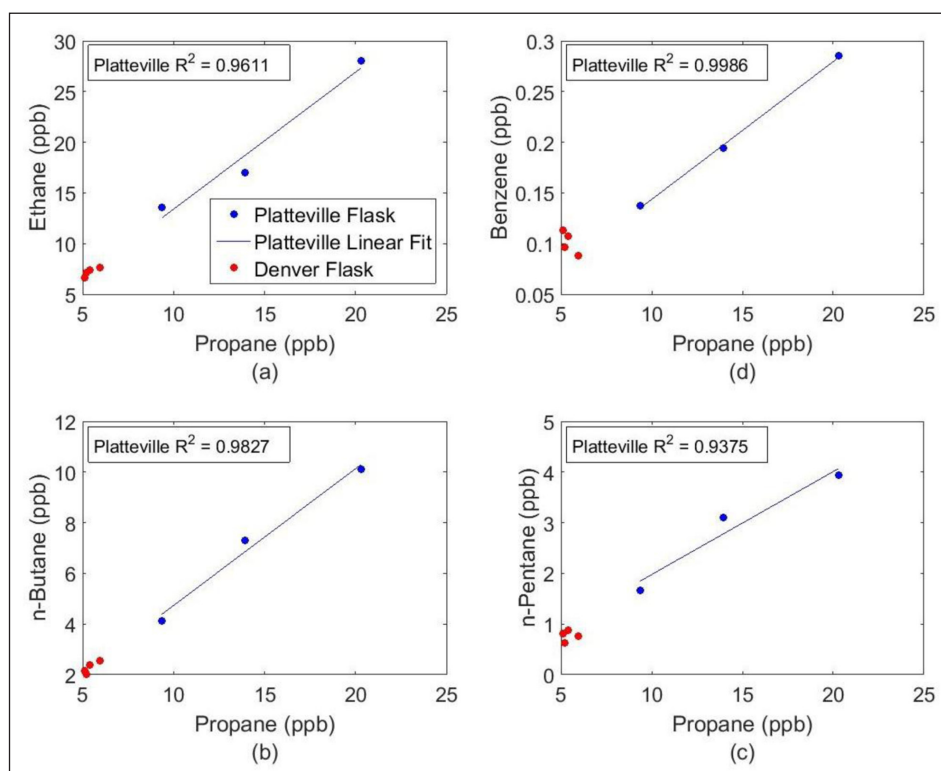 Platteville R² = 0.9611
30
25
20
15
10
5
Ethane (ppb)
Platteville Flask
Platteville Linear Fit
Denver Flask
5 10 15 20 25
Propane (ppb)
(a)
Platteville R² = 0.9986
0.3
0.25
0.2
0.15
0.1
0.05
Benzene (ppb)
5 10 15 20 25
Propane (ppb)
(d)
Platteville R² = 0.9827
12
10
8
6
4
2
n-Butane (ppb)
5 10 15 20 25
Propane (ppb)
(b)
Platteville R² = 0.9375
5
4
3
2
1
0
n-Pentane (ppb)
5 10 15 20 25
Propane (ppb)
(c)